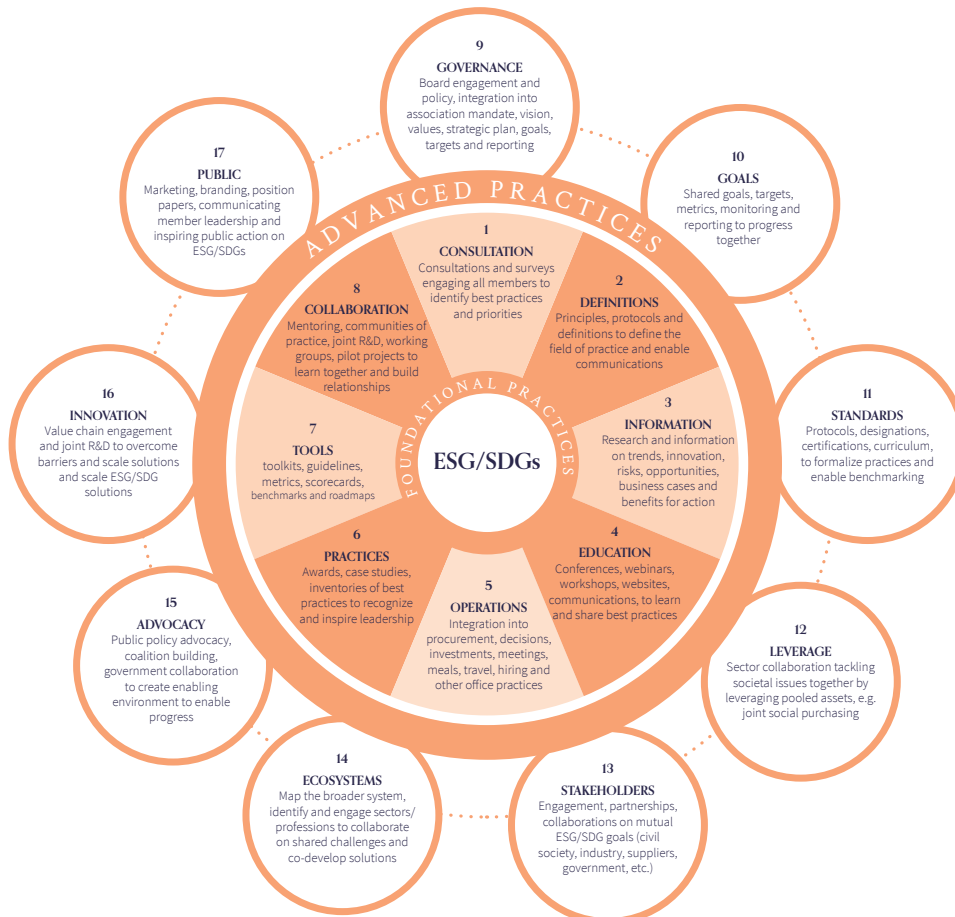 ADVANCED PRACTICES
FOUNDATIONAL PRACTICES
ESG/SDGs
1
CONSULTATION
Consultations and surveys
engaging all members to
identify best practices
and priorities
2
DEFINITIONS
Principles, protocols and
definitions to define the
field of practice and enable
communications
3
INFORMATION
Research and information
on trends, innovation,
risks, opportunities,
business cases and
benefits for action
4
EDUCATION
Conferences, webinars,
workshops, websites,
communications, to learn
and share best practices
5
OPERATIONS
Integration into
procurement, decisions,
investments, meetings,
meals, travel, hiring and
other office practices
6
PRACTICES
Awards, case studies,
inventories of best
practices to recognize
and inspire leadership
7
TOOLS
toolkits, guidelines,
metrics, scorecards,
benchmarks and roadmaps
8
COLLABORATION
Mentoring, communities of
practice, joint R&D, working
groups, pilot projects to
learn together and build
relationships
9
GOVERNANCE
Board engagement and
policy, integration into
association mandate, vision,
values, strategic plan, goals,
targets and reporting
10
GOALS
Shared goals, targets,
metrics, monitoring and
reporting to progress
together
11
STANDARDS
Protocols, designations,
certifications, curriculum,
to formalize practices and
enable benchmarking
12
LEVERAGE
Sector collaboration tackling
societal issues together by
leveraging pooled assets, e.g.
joint social purchasing
13
STAKEHOLDERS
Engagement, partnerships,
collaborations on mutual
ESG/SDG goals (civil
society, industry, suppliers,
government, etc.)
14
ECOSYSTEMS
Map the broader system,
identify and engage sectors/
professions to collaborate
on shared challenges and
co-develop solutions
15
ADVOCACY
Public policy advocacy,
coalition building,
government collaboration
to create enabling
environment to enable
progress
16
INNOVATION
Value chain engagement
and joint R&D to overcome
barriers and scale solutions
and scale ESG/SDG
solutions
17
PUBLIC
Marketing, branding, position
papers, communicating
member leadership and
inspiring public action on
ESG/SDGs